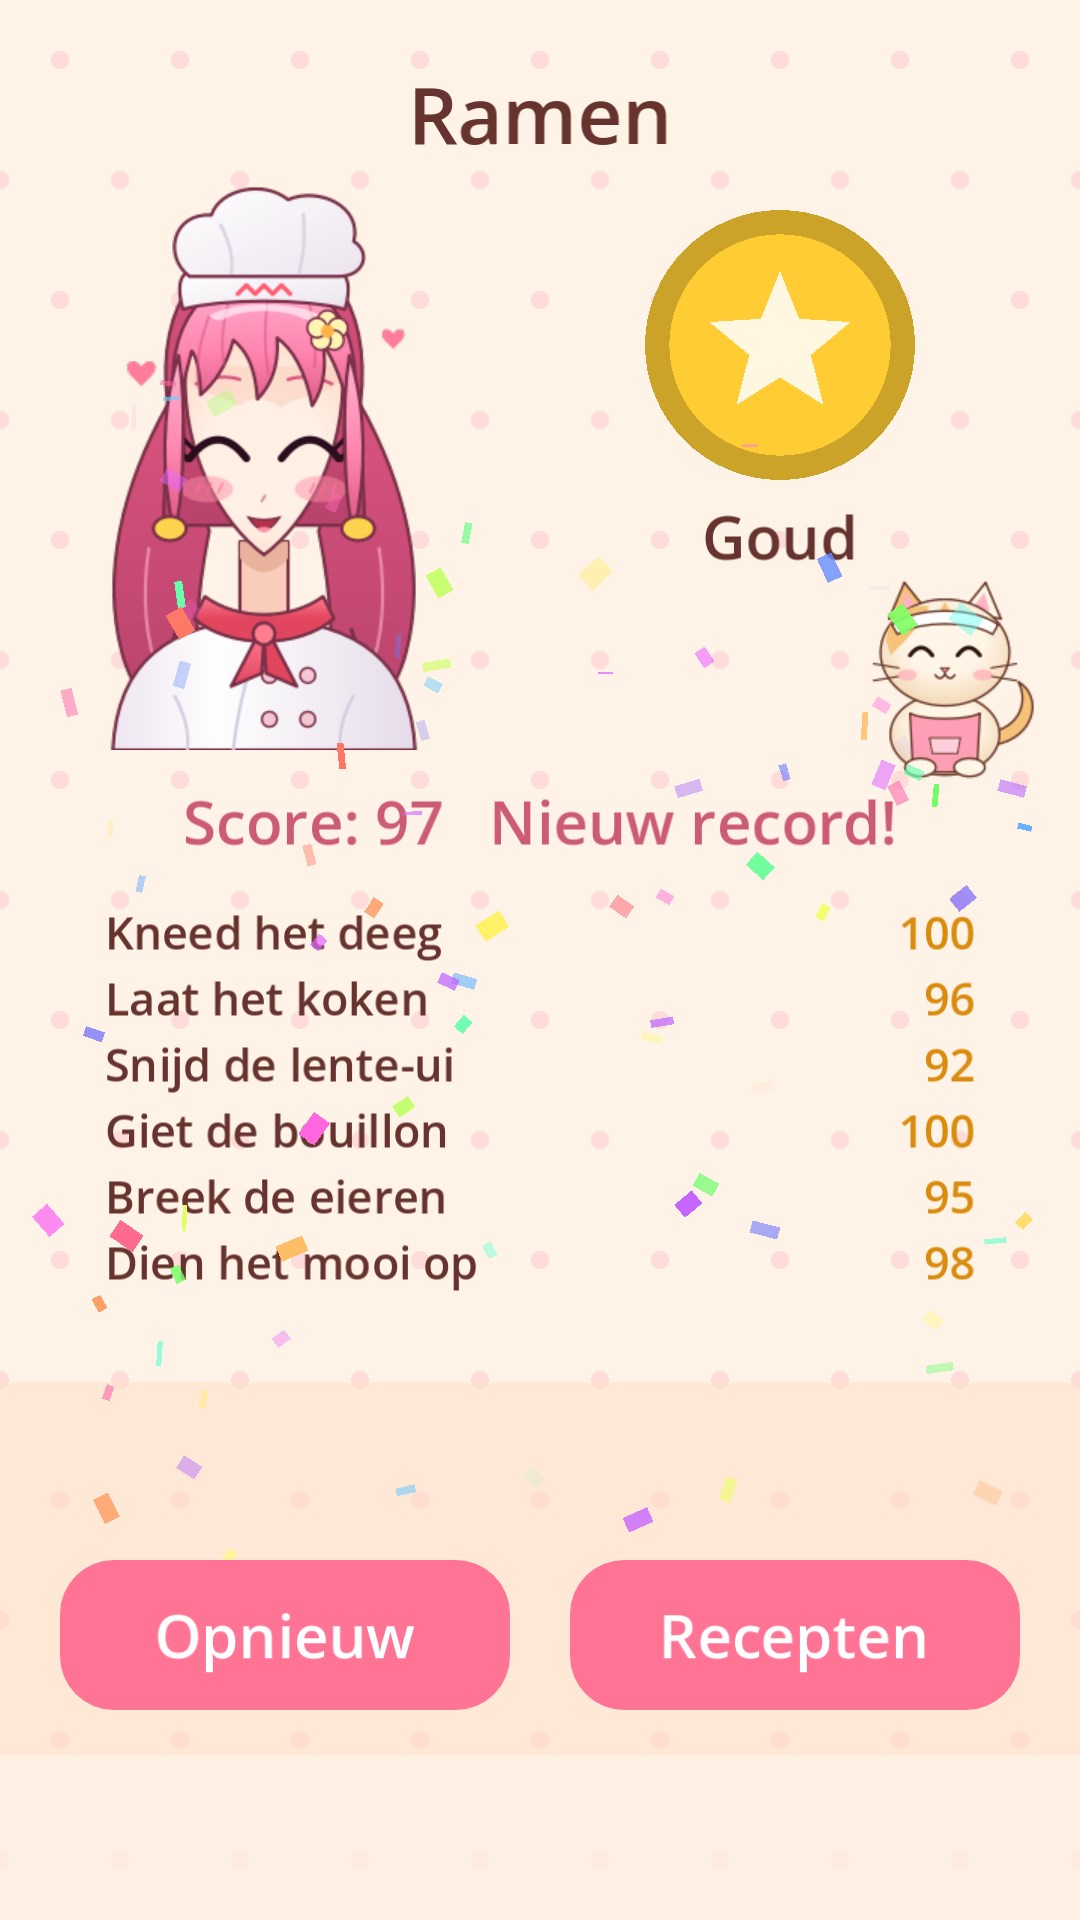 Ramen
Goud
Score: 97 Nieuw record!
Kneed het deeg 100
Laat het koken 96
Snijd de lente-ui 92
Giet de bouillon 100
Breek de eieren 95
Dien het mooi op 98
Opnieuw
Recepten